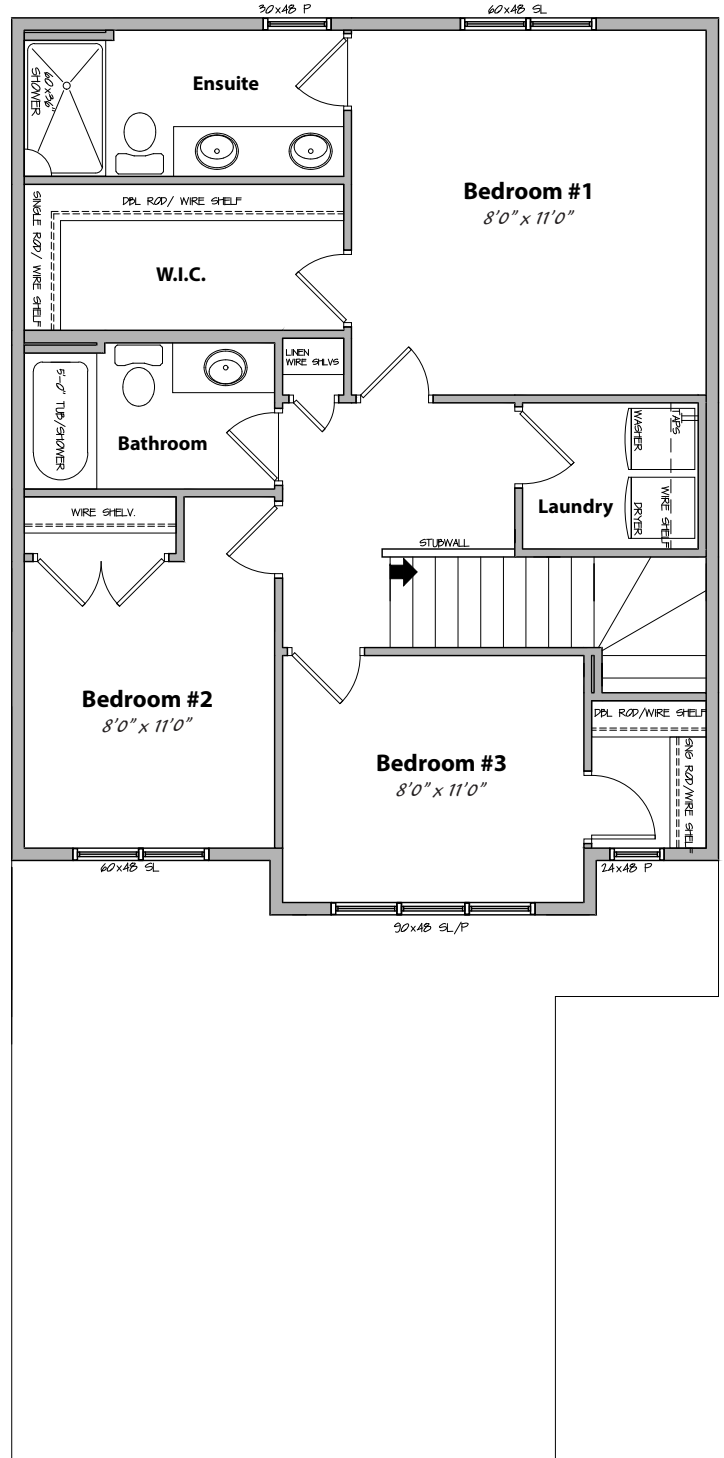 30x48 P
60x48 SL
60x36"
SHOWER
Ensuite
Bedroom #1
8'0" x 11'0"
DBL ROD/ WIRE SHELF
SINGLE ROD/ WIRE SHELF
W.I.C.
LINEN
WIRE SHLVS
5'-0" TUB/SHOWER
Bathroom
TAPS
WASHER
Laundry
DRYER
WIRE SHELF
WIRE SHELV.
STUBWALL
Bedroom #2
8'0" x 11'0"
DBL ROD/WIRE SHELF
SNG ROD/WIRE SHELF
Bedroom #3
8'0" x 11'0"
60x48 SL
24x48 P
90x48 SL/P